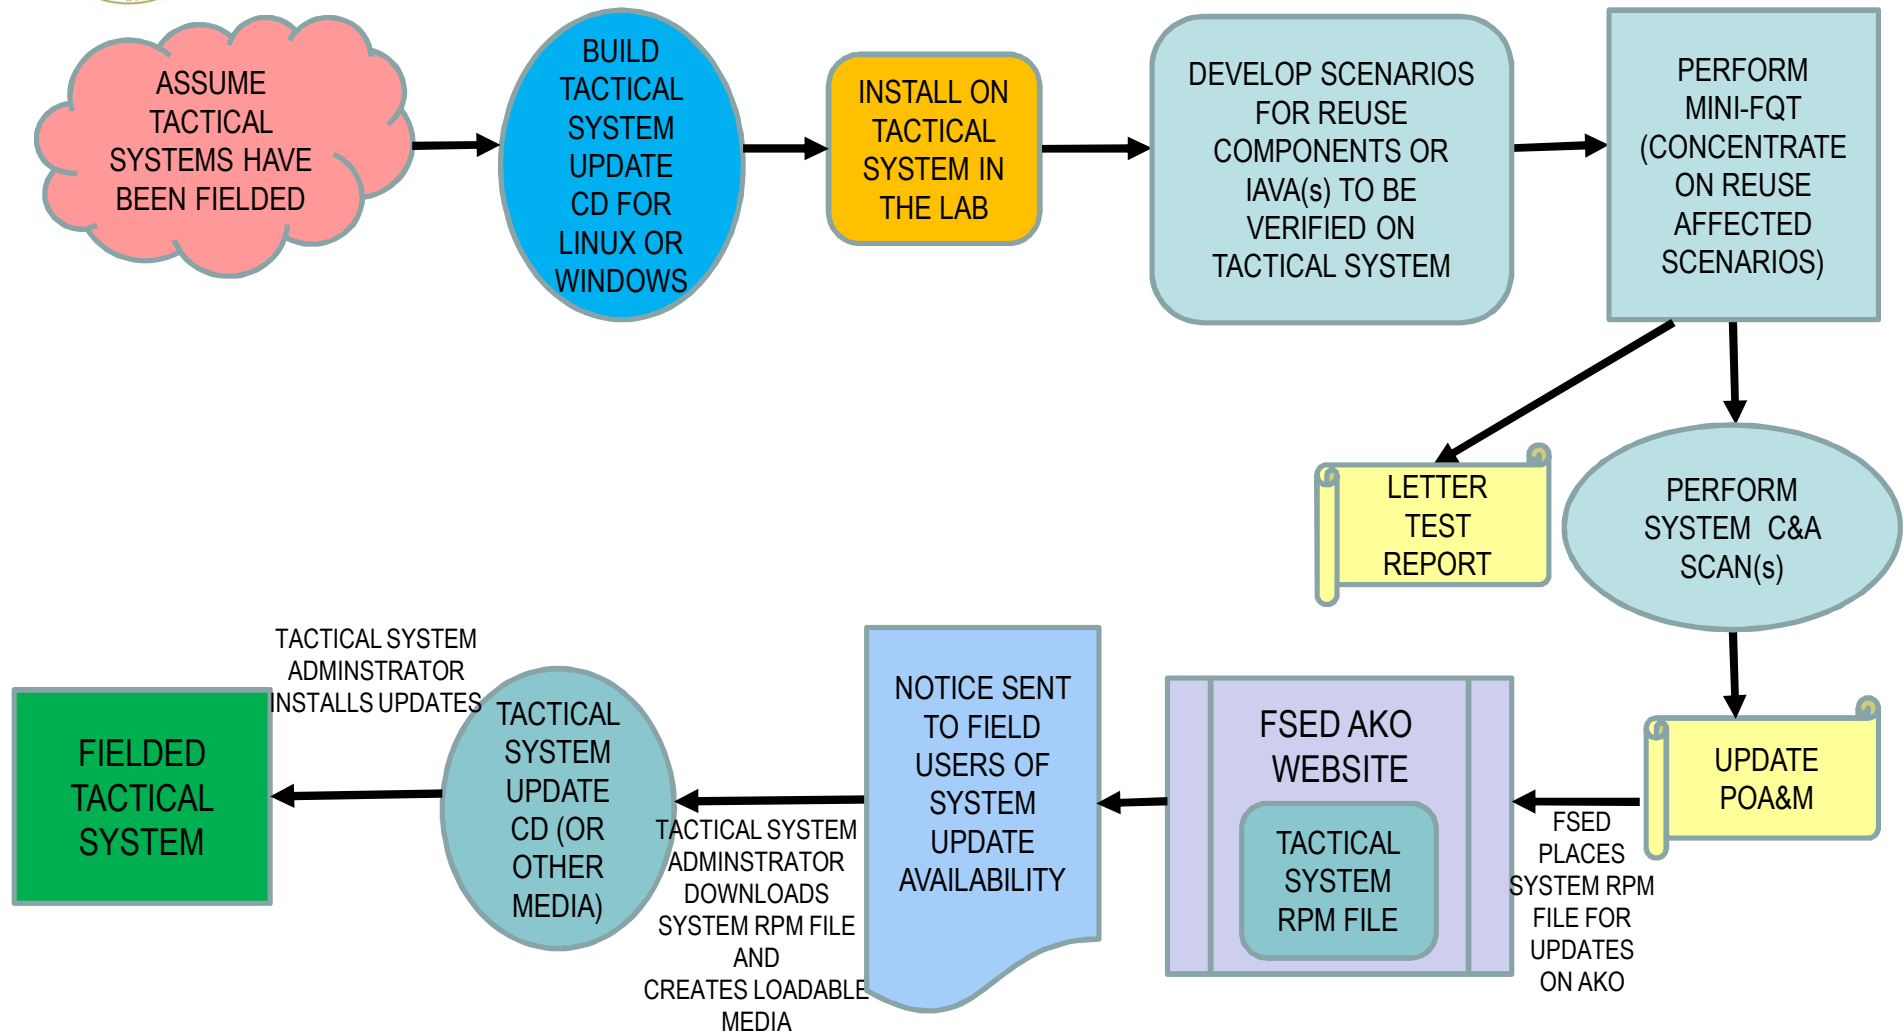 ASSUME
TACTICAL
SYSTEMS HAVE
BEEN FIELDED
BUILD
TACTICAL
SYSTEM
UPDATE
CD FOR
LINUX OR
WINDOWS
INSTALL ON
TACTICAL
SYSTEM IN
THE LAB
DEVELOP SCENARIOS
FOR REUSE
COMPONENTS OR
IAVA(s) TO BE
VERIFIED ON
TACTICAL SYSTEM
PERFORM
MINI-FQT
(CONCENTRATE
ON REUSE
AFFECTED
SCENARIOS)
LETTER
TEST
REPORT
PERFORM
SYSTEM C&A
SCAN(s)
UPDATE
POA&M
FSED
PLACES
SYSTEM RPM
FILE FOR
UPDATES
ON AKO
FSED AKO
WEBSITE
TACTICAL
SYSTEM
RPM FILE
NOTICE SENT
TO FIELD
USERS OF
SYSTEM
UPDATE
AVAILABILITY
TACTICAL SYSTEM
ADMINSTRATOR
DOWNLOADS
SYSTEM RPM FILE
AND
CREATES LOADABLE
MEDIA
TACTICAL
SYSTEM
UPDATE
CD (OR
OTHER
MEDIA)
TACTICAL SYSTEM
ADMINSTRATOR
INSTALLS UPDATES
FIELDED
TACTICAL
SYSTEM